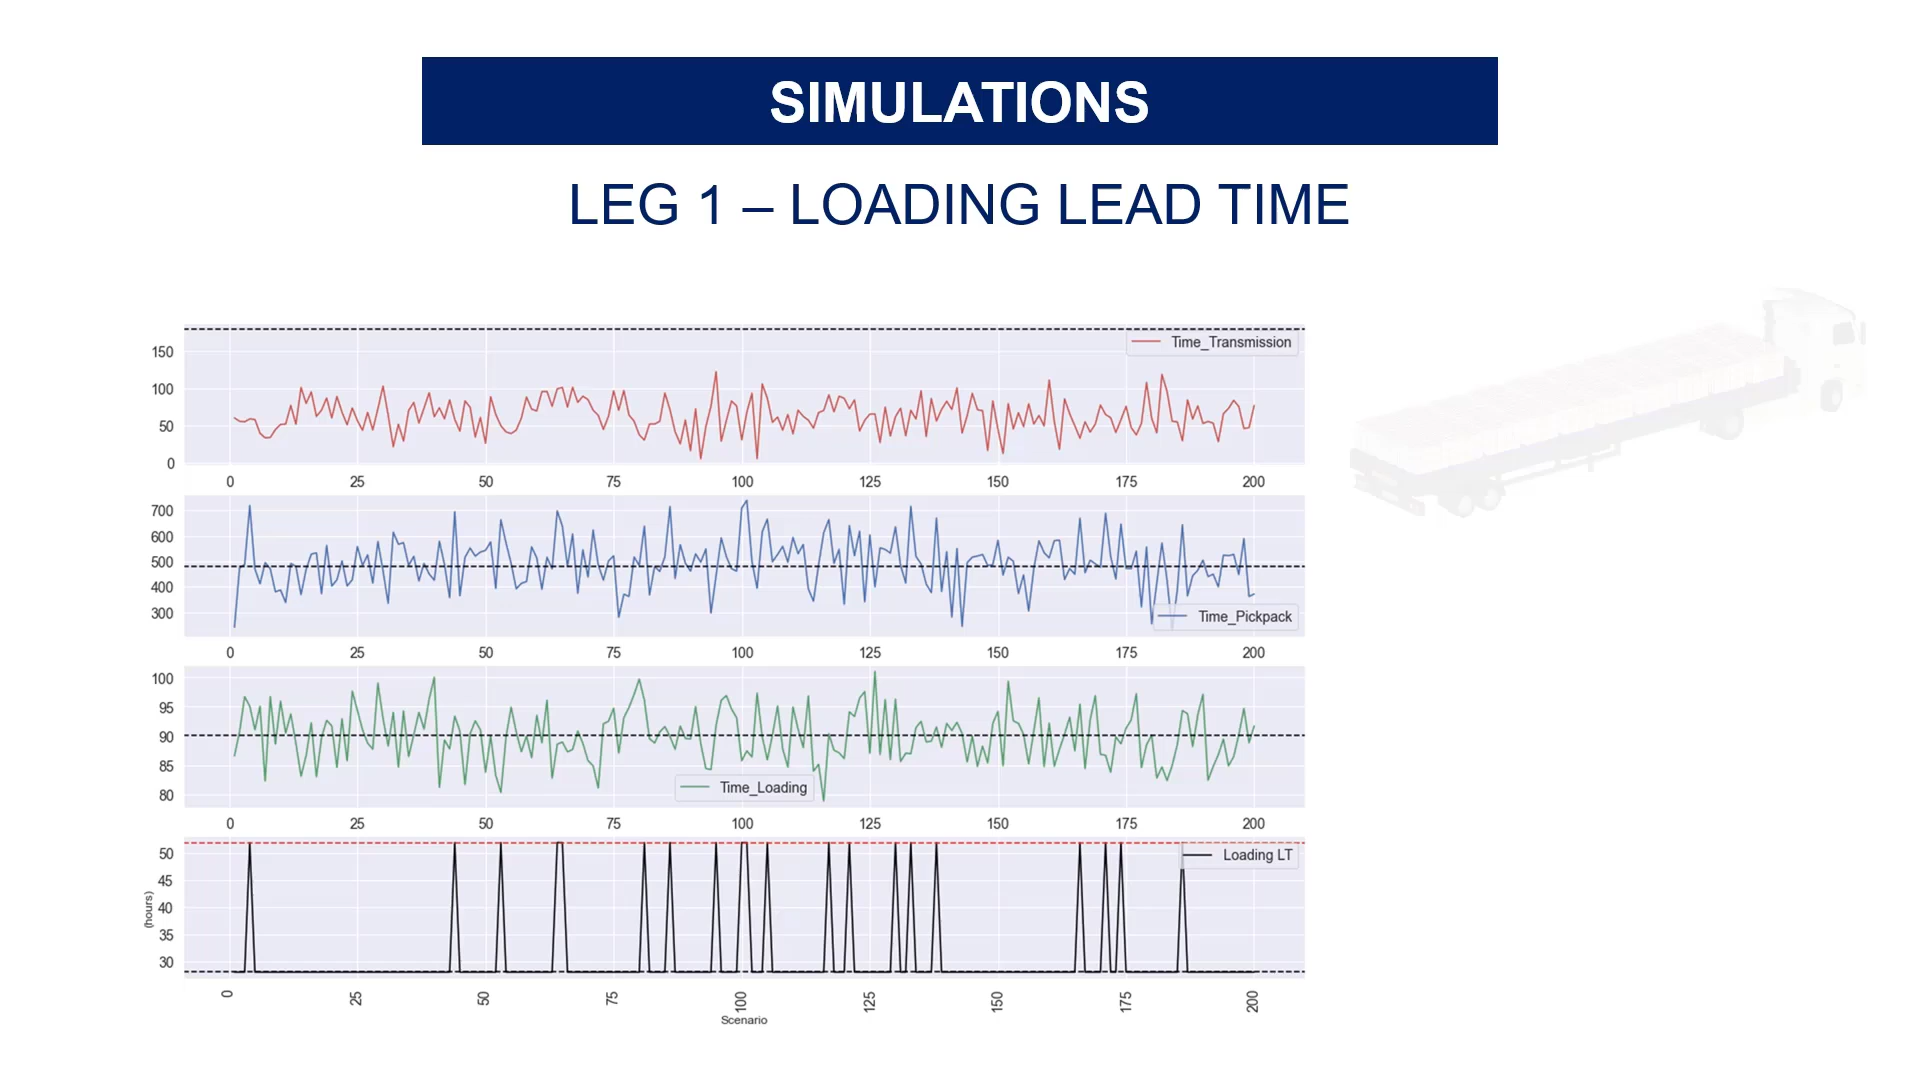 SIMULATIONS
LEG 1 – LOADING LEAD TIME
150
100
50
0
Time_Transmission
0 25 50 75 100 125 150 175 200
700
600
500
400
300
Time_Pickpack
0 25 50 75 100 125 150 175 200
100
95
90
85
80
Time_Loading
0 25 50 75 100 125 150 175 200
50
45
40
35
30
(hours)
Loading LT
0 25 50 75 100 125 150 175 200
Scenario